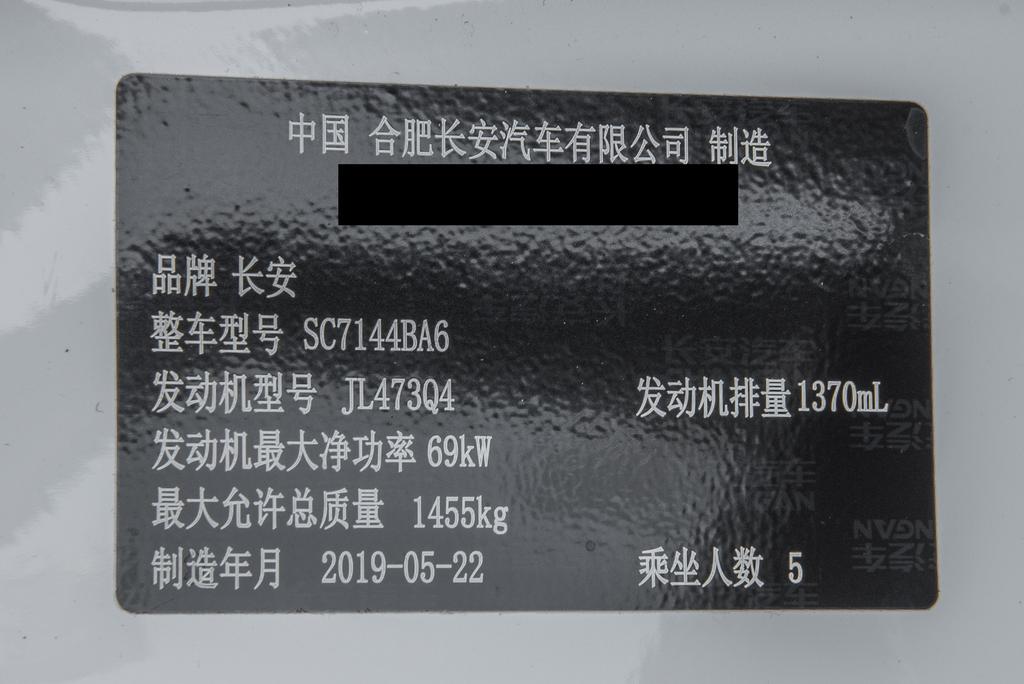 中国 合肥长安汽车有限公司 制造
品牌 长安
整车型号 SC7144BA6
发动机型号 JL473Q4 发动机排量1370mL
发动机最大净功率 69kW
最大允许总质量 1455kg
制造年月 2019-05-22 乘坐人数 5